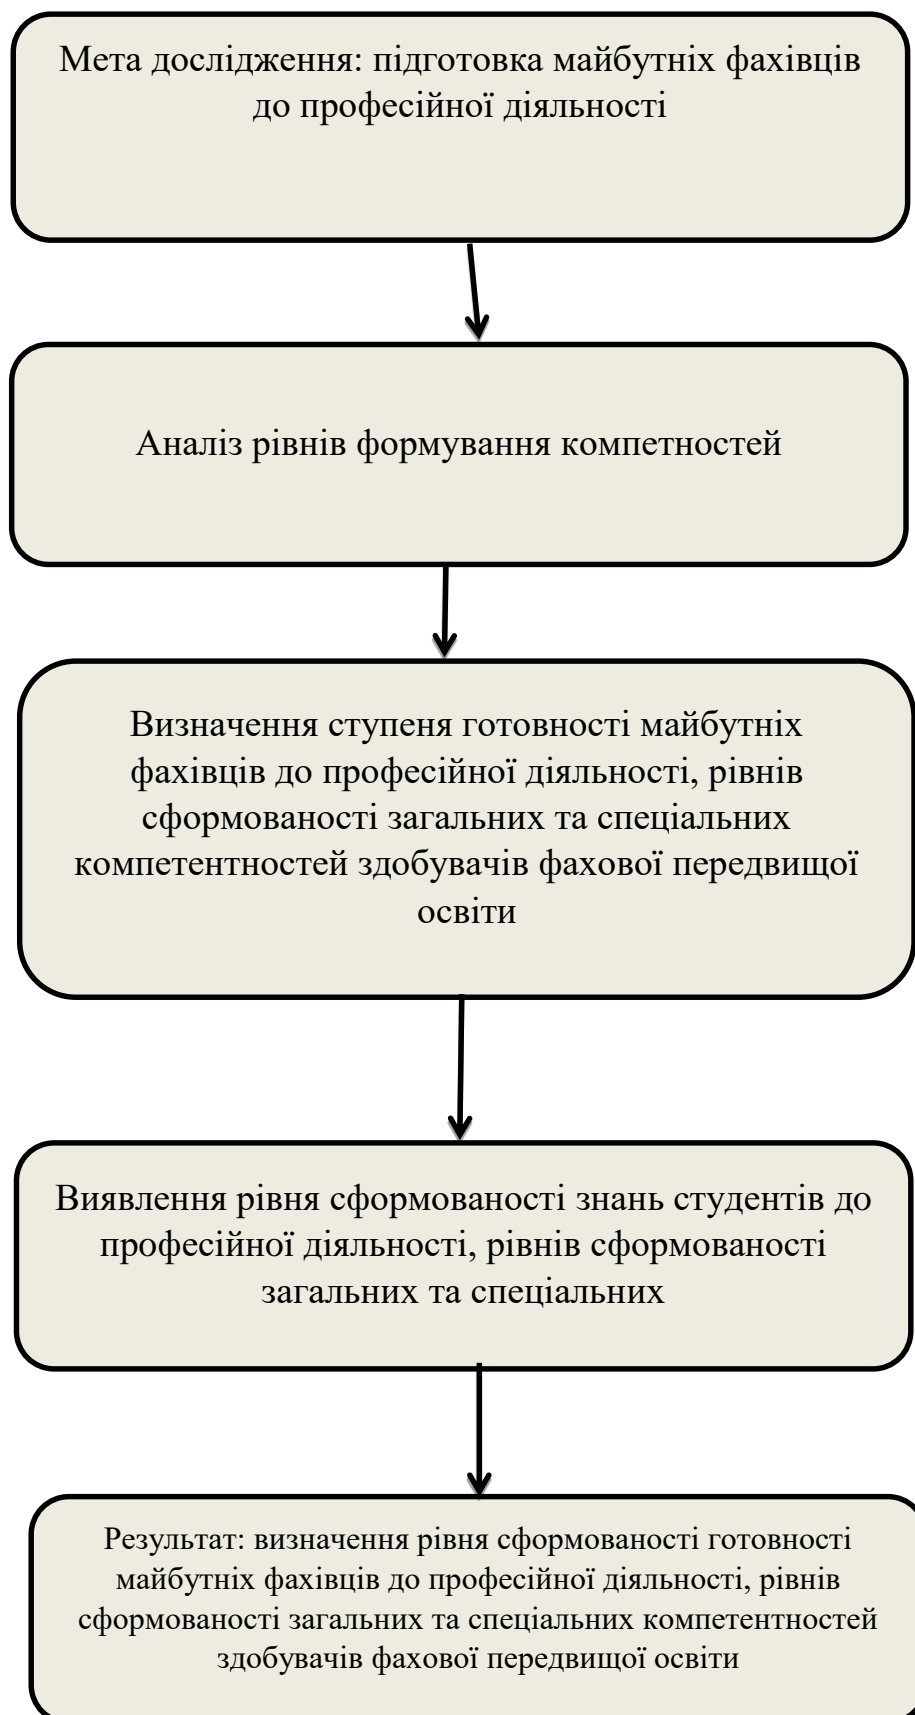 Мета дослідження: підготовка майбутніх фахівців
до професійної діяльності
Аналіз рівнів формування компетностей
Визначення ступеня готовності майбутніх
фахівців до професійної діяльності, рівнів
сформованості загальних та спеціальних
компетентностей здобувачів фахової передвищої
освіти
Виявлення рівня сформованості знань студентів до
професійної діяльності, рівнів сформованості
загальних та спеціальних
Результат: визначення рівня сформованості готовності
майбутніх фахівців до професійної діяльності, рівнів
сформованості загальних та спеціальних компетентностей
здобувачів фахової передвищої освіти